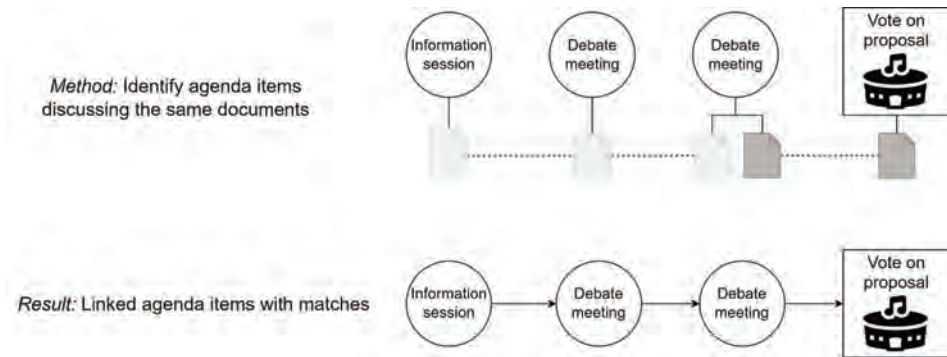 Information
session
Debate
meeting
Debate
meeting
Vote on
proposal
Method: Identify agenda items
discussing the same documents
Result: Linked agenda items with matches
Information
session
Debate
meeting
Debate
meeting
Vote on
proposal